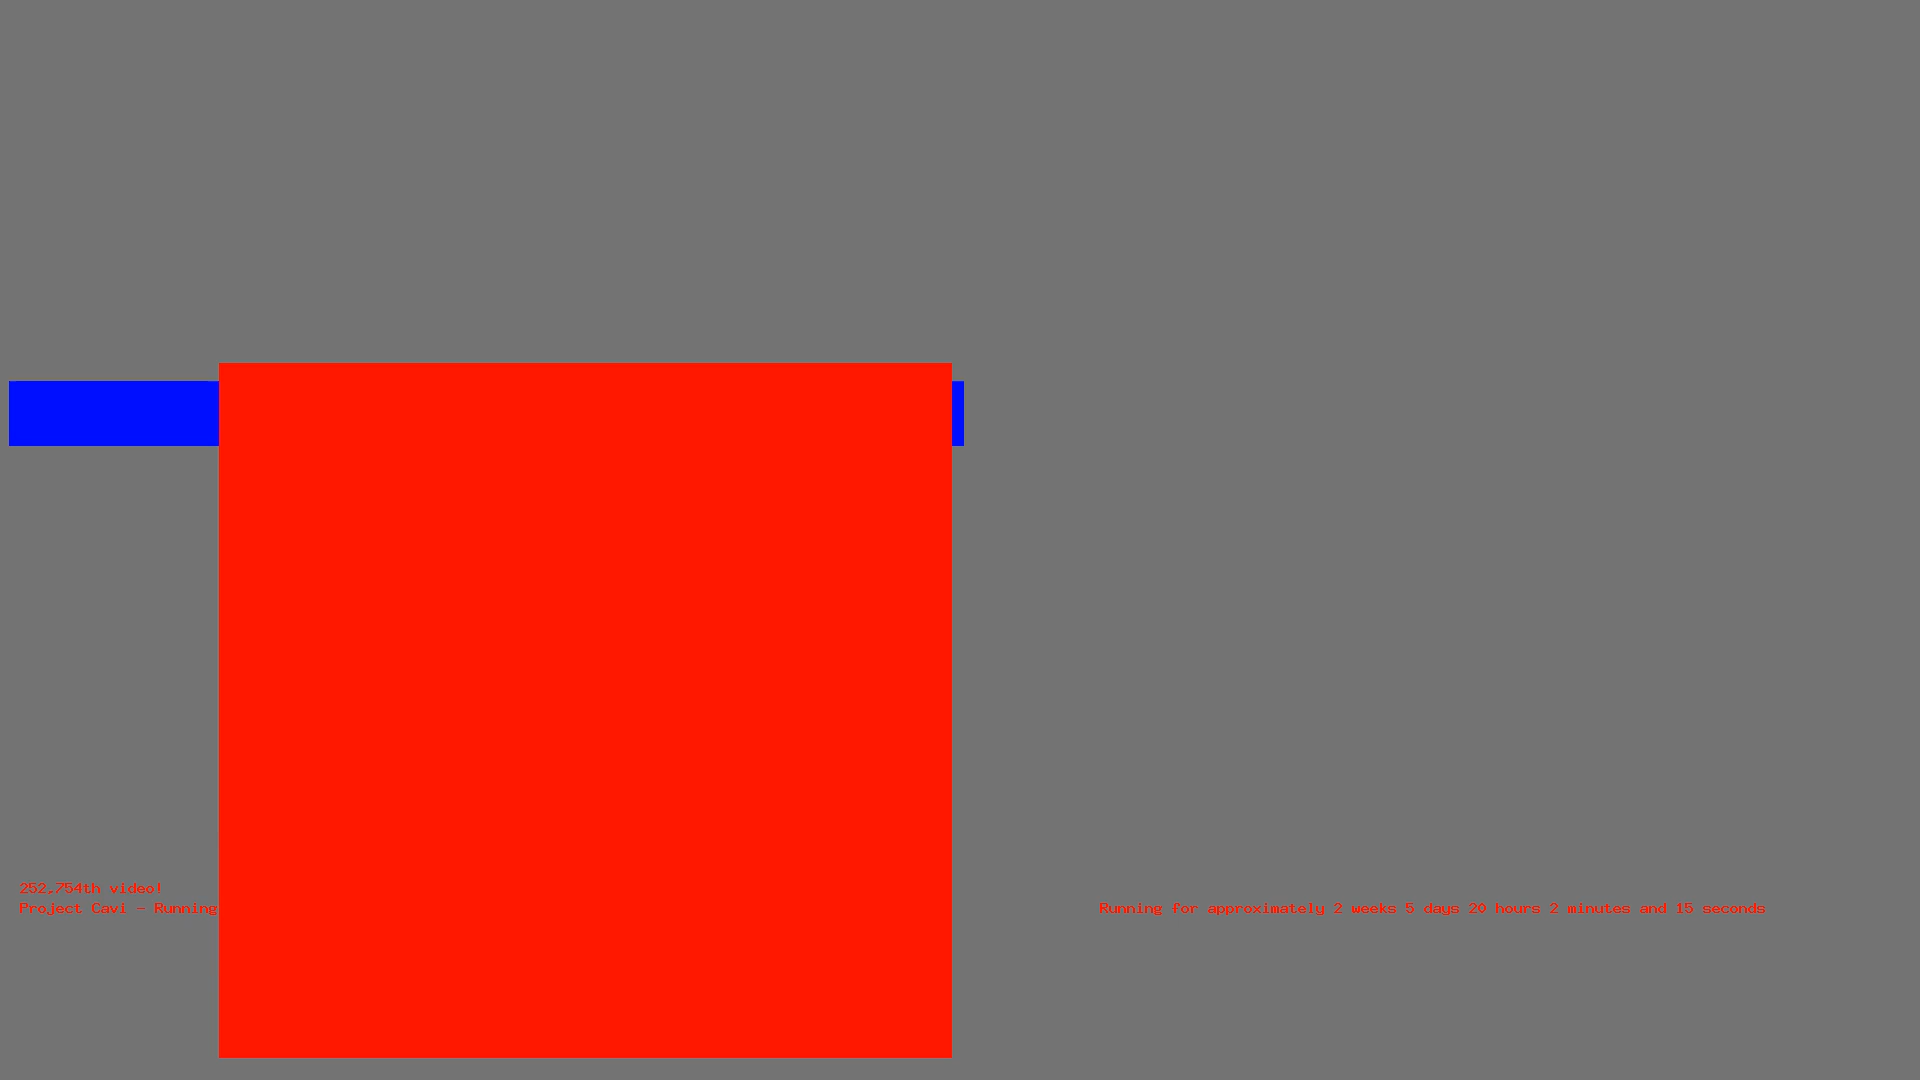 252,754th video!
Project Cavi - Running
Running for approximately 2 weeks 5 days 20 hours 2 minutes and 15 seconds